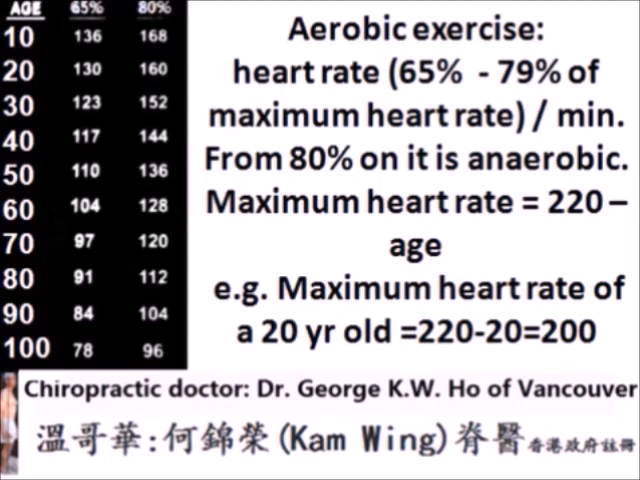 AGE 65% 80%
10 136 168
20 130 160
30 123 152
40 117 144
50 110 136
60 104 128
70 97 120
80 91 112
90 84 104
100 78 96
Aerobic exercise:
heart rate (65% - 79% of
maximum heart rate) / min.
From 80% on it is anaerobic.
Maximum heart rate = 220 –
age
e.g. Maximum heart rate of
a 20 yr old =220-20=200
Chiropractic doctor: Dr. George K.W. Ho of Vancouver
溫哥華:何錦榮(Kam Wing)脊醫香港政府註冊